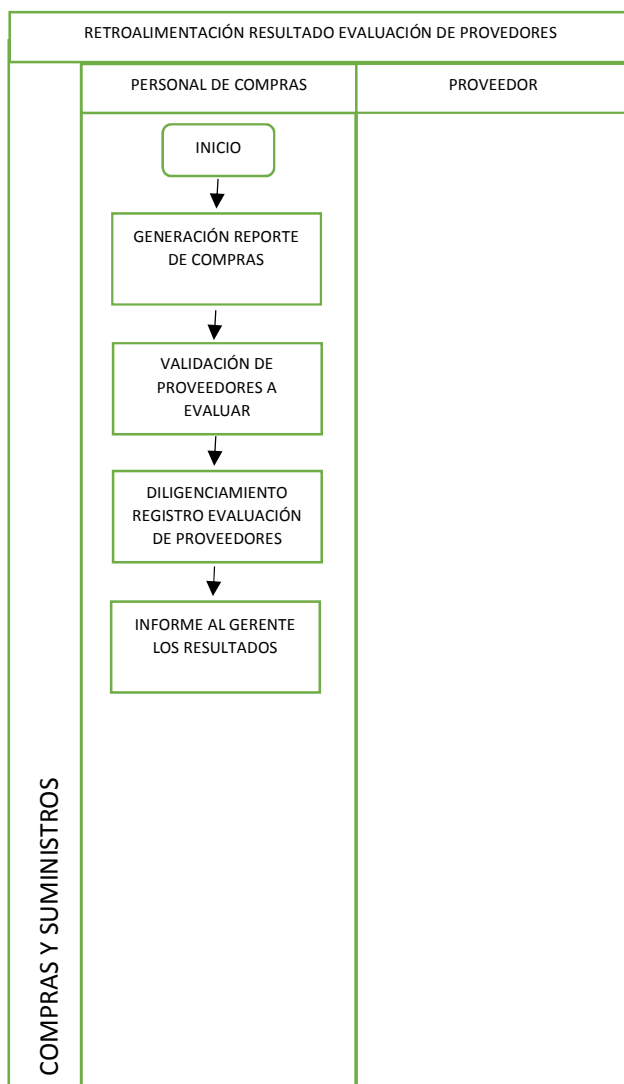 RETROALIMENTACIÓN RESULTADO EVALUACIÓN DE PROVEDORES
PERSONAL DE COMPRAS
PROVEEDOR
INICIO
GENERACIÓN REPORTE
DE COMPRAS
VALIDACIÓN DE
PROVEEDORES A
EVALUAR
DILIGENCIAMIENTO
REGISTRO EVALUACIÓN
DE PROVEEDORES
INFORME AL GERENTE
LOS RESULTADOS
COMPRAS Y SUMINISTROS